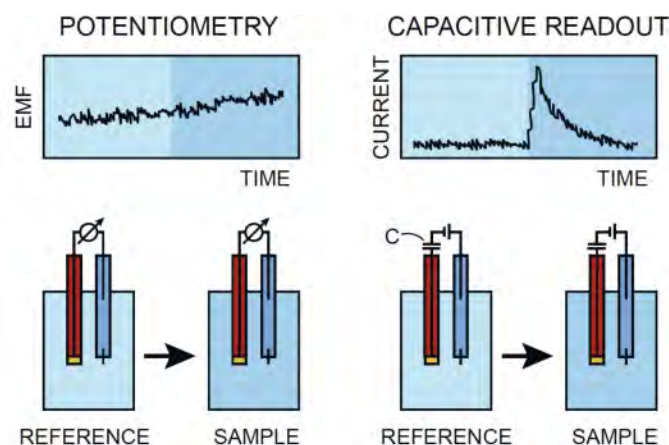 POTENTIOMETRY
CAPACITIVE READOUT
EMF
TIME
CURRENT
TIME
C
REFERENCE
SAMPLE
REFERENCE
SAMPLE